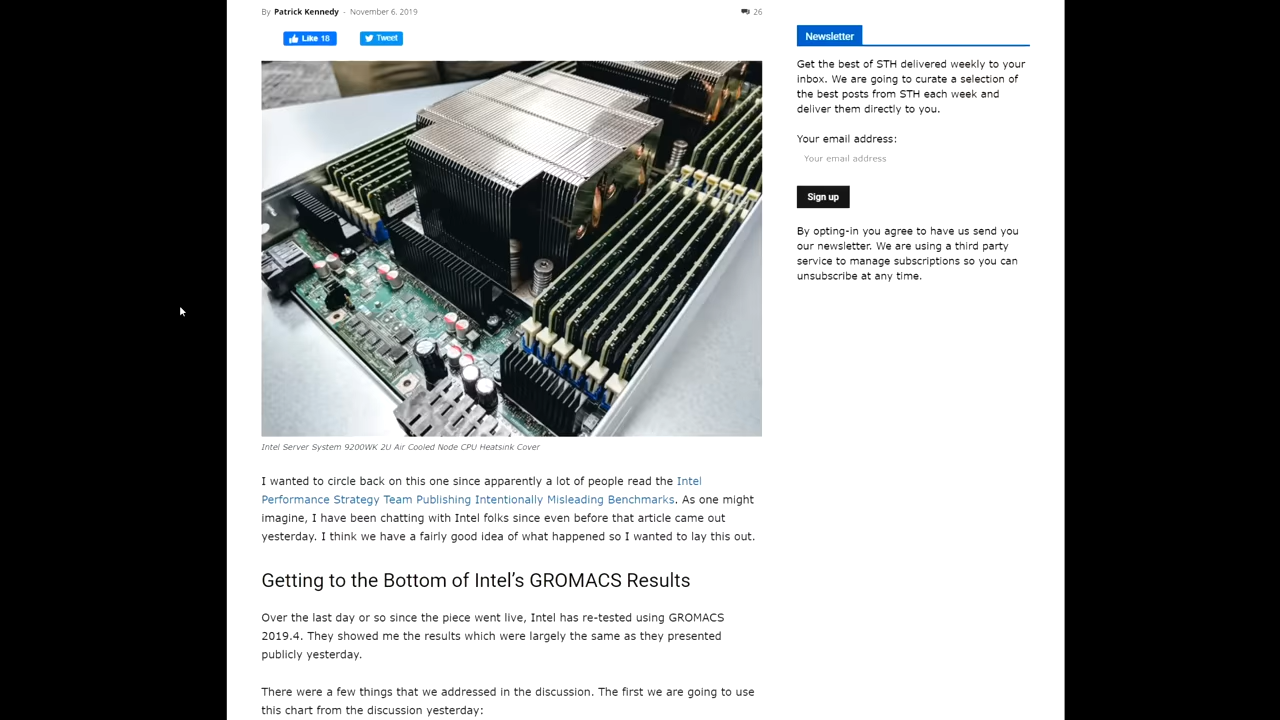 By Patrick Kennedy - November 6, 2019
26
Like 18
Tweet
Intel Server System 9200WK 2U Air Cooled Node CPU Heatsink Cover
I wanted to circle back on this one since apparently a lot of people read the Intel
Performance Strategy Team Publishing Intentionally Misleading Benchmarks. As one might
imagine, I have been chatting with Intel folks since even before that article came out
yesterday. I think we have a fairly good idea of what happened so I wanted to lay this out.
Getting to the Bottom of Intel’s GROMACS Results
Over the last day or so since the piece went live, Intel has re-tested using GROMACS
2019.4. They showed me the results which were largely the same as they presented
publicly yesterday.
There were a few things that we addressed in the discussion. The first we are going to use
this chart from the discussion yesterday:
Newsletter
Get the best of STH delivered weekly to your
inbox. We are going to curate a selection of
the best posts from STH each week and
deliver them directly to you.
Your email address:
Your email address
Sign up
By opting-in you agree to have us send you
our newsletter. We are using a third party
service to manage subscriptions so you can
unsubscribe at any time.